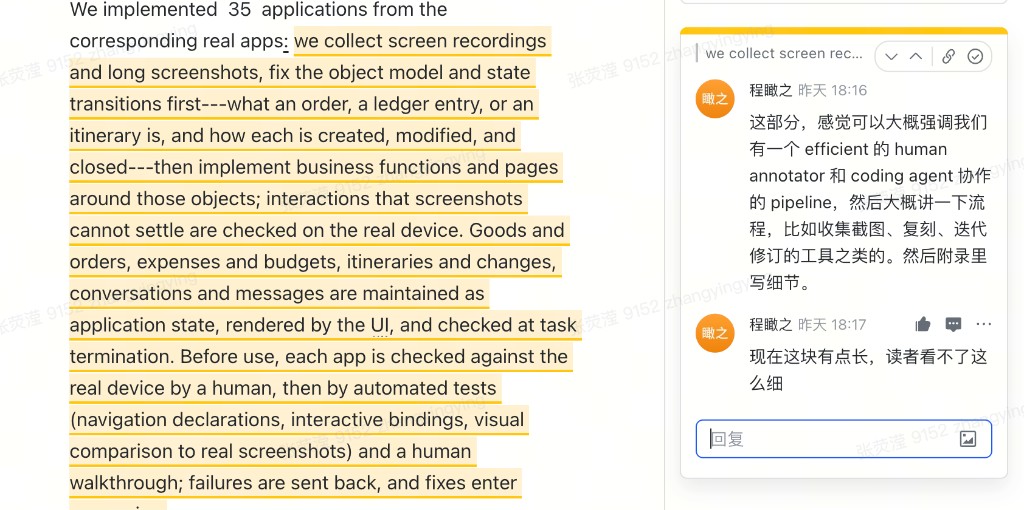 We implemented 35 applications from the
corresponding real apps: we collect screen recordings
and long screenshots, fix the object model and state
transitions first---what an order, a ledger entry, or an
itinerary is, and how each is created, modified, and
closed---then implement business functions and pages
around those objects; interactions that screenshots
cannot settle are checked on the real device. Goods and
orders, expenses and budgets, itineraries and changes,
conversations and messages are maintained as
application state, rendered by the UI, and checked at task
termination. Before use, each app is checked against the
real device by a human, then by automated tests
(navigation declarations, interactive bindings, visual
comparison to real screenshots) and a human
walkthrough; failures are sent back, and fixes enter
we collect screen rec...
瞰之
程瞰之 昨天 18:16
这部分，感觉可以大概强调我们
有一个 efficient 的 human
annotator 和 coding agent 协作
的 pipeline，然后大概讲一下流
程，比如收集截图、复刻、迭代
修订的工具之类的。然后附录里
写细节。
瞰之
程瞰之 昨天 18:17
现在这块有点长，读者看不了这
么细
回复
张荧滢 9152 zhangyingying